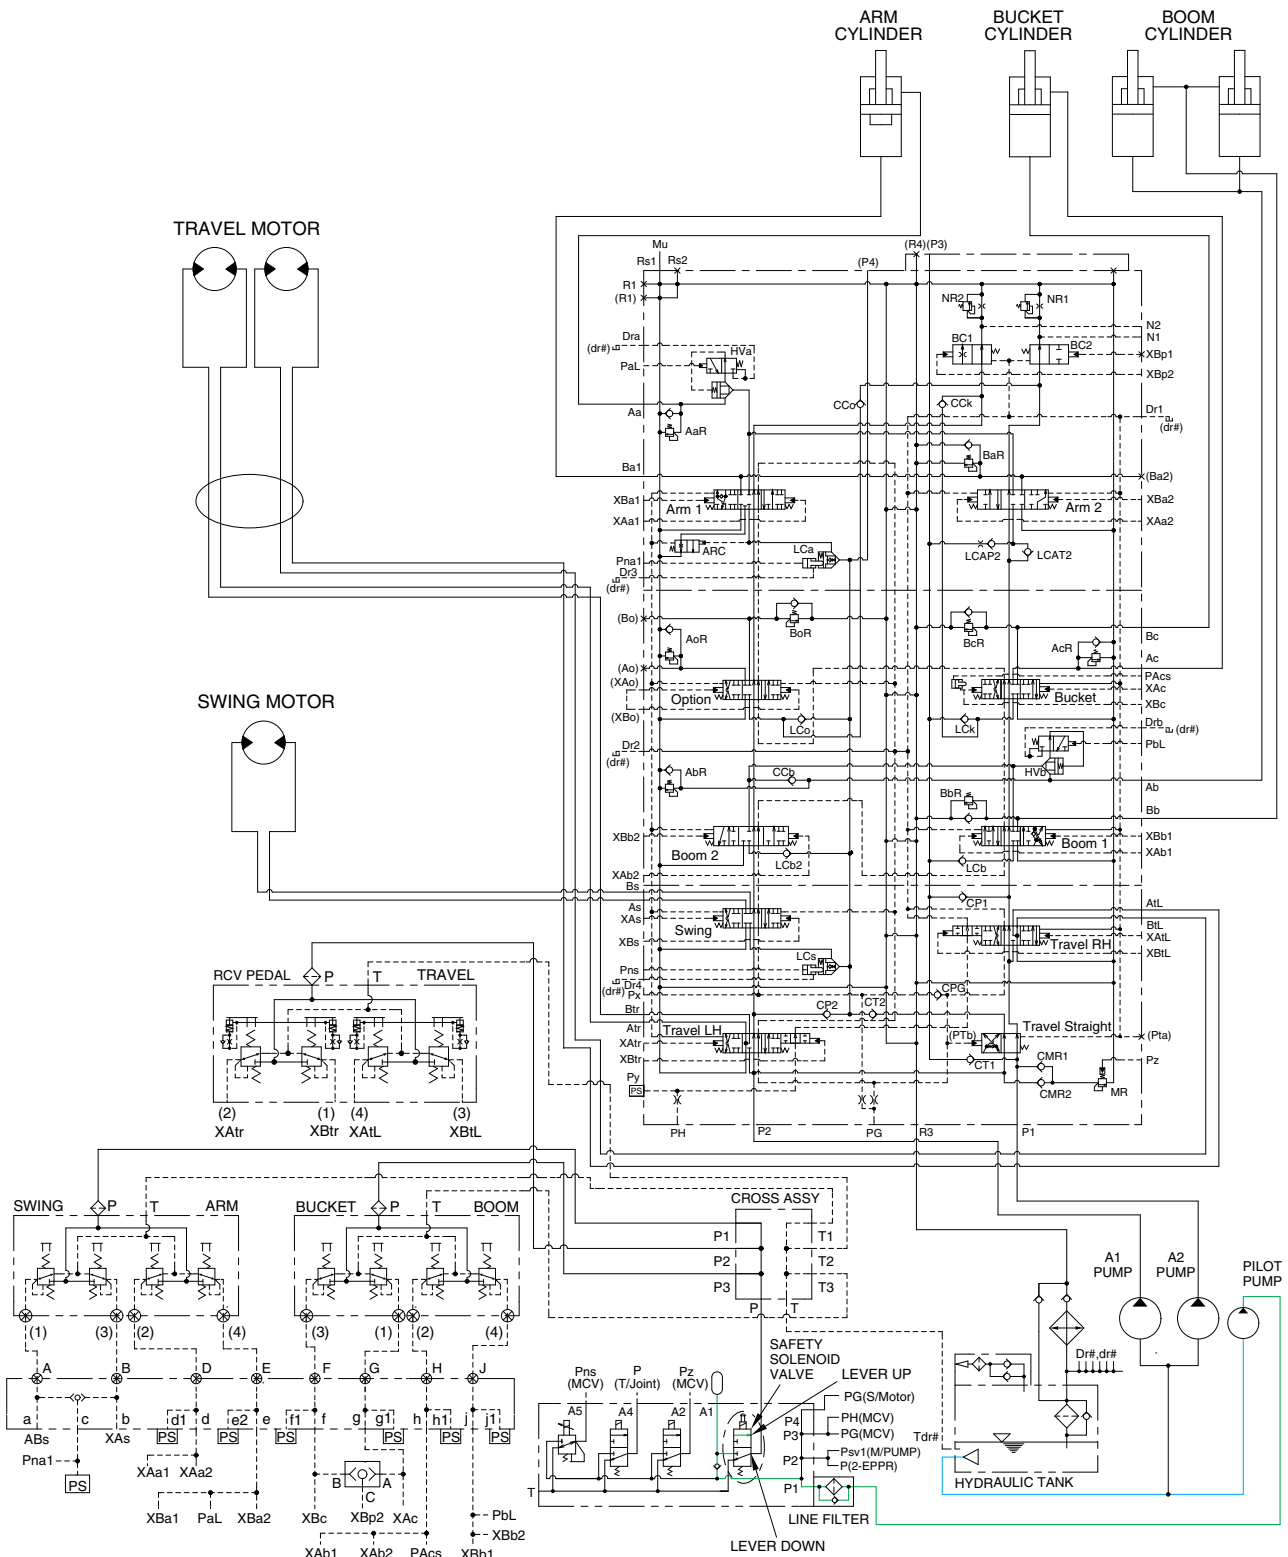 ARM
CYLINDER
BUCKET
CYLINDER
BOOM
CYLINDER
TRAVEL MOTOR
Mu
Rs1
Rs2
(P4)
(R4)(P3)
R1
(R1)
NR2
NR1
N2
N1
Dra
(dr#)
HVa
BC1
BC2
XBp1
PaL
XBp2
CCo
CCk
Aa
AaR
Dr1
(dr#)
BaR
Ba1
(Ba2)
XBa1
Arm 1
Arm 2
XBa2
XAa1
XAa2
ARC
LCa
LCAP2
LCAT2
Pna1
Dr3
(dr#)
(Bo)
BoR
BcR
Bc
AoR
AcR
Ac
(Ao)
(XAo)
PAcs
XAc
Option
Bucket
XBc
(XBo)
LCo
LCk
Drb
(dr#)
Dr2
(dr#)
PbL
HVb
AbR
CCb
Ab
BbR
Bb
XBb2
Boom 2
Boom 1
XBb1
XAb1
LCb2
LCb
XAb2
Bs
SWING MOTOR
CP1
AtL
As
XAs
Swing
BtL
XAtL
Travel RH
XBs
XBtL
LCs
Pns
Dr4
(dr#)
Px
CPG
Btr
CP2
CT2
Atr
Travel LH
Travel Straight
(PTb)
(Pta)
XAtr
XBtr
CT1
CMR1
Pz
Py
PS
CMR2
MR
PH
P2
PG
R3
P1
RCV PEDAL
P
T
TRAVEL
(2)
(1)
(4)
(3)
XAtr
XBtr
XAtL
XBtL
SWING
P
T
ARM
BUCKET
P
T
BOOM
(1)
(3)
(2)
(4)
(3)
(1)
(2)
(4)
A
B
D
E
F
G
H
J
a
c
b
d1
d
e2
e
f1
f
g
g1
h
h1
j
j1
ABs
XAs
PS
PS
PS
PS
PS
PS
Pna1
PS
XAa1
XAa2
XBa1
PaL
XBa2
B
A
C
XBc
XBp2
XAc
XAb1
XAb2
PAcs
PbL
XBb2
XBb1
CROSS ASSY
P1
T1
P2
T2
P3
T3
P
T
SAFETY
SOLENOID
VALVE
LEVER UP
Pns
(MCV)
P
(T/Joint)
Pz
(MCV)
A5
A4
A2
A1
P4
P3
P2
P1
T
PG(S/Motor)
PH(MCV)
PG(MCV)
Psv1(M/PUMP)
P(2-EPPR)
LINE FILTER
LEVER DOWN
A1
PUMP
A2
PUMP
PILOT
PUMP
Dr#,dr#
Tdr#
HYDRAULIC TANK